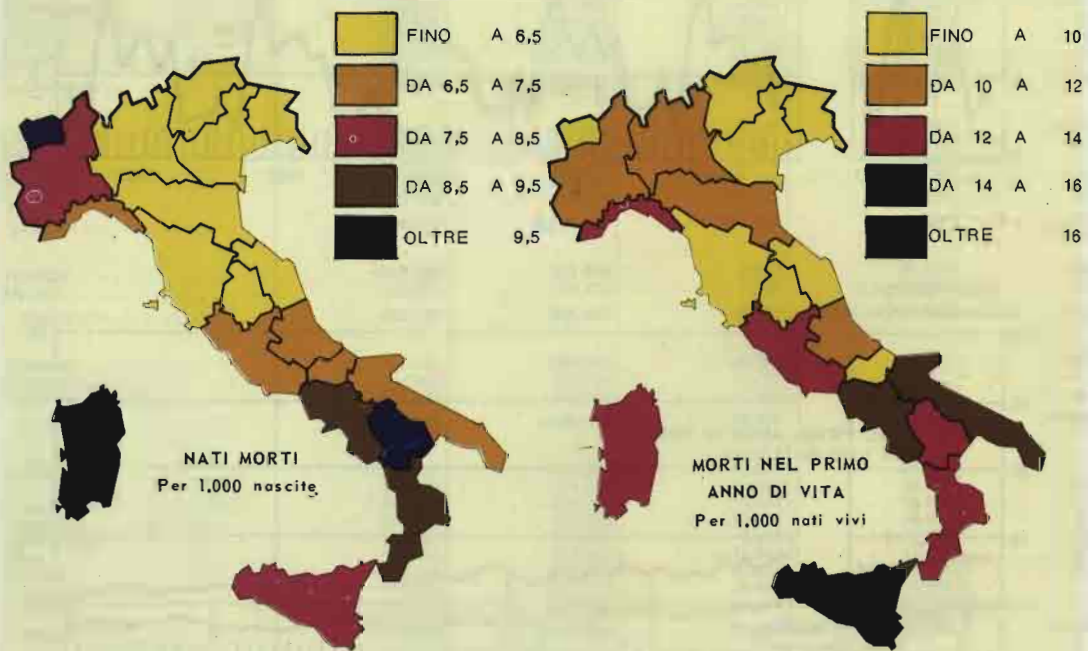 FINO A 6,5
DA 6,5 A 7,5
DA 7,5 A 8,5
DA 8,5 A 9,5
OLTRE 9,5
NATI MORTI
Per 1.000 nascite
FINO A 10
DA 10 A 12
DA 12 A 14
DA 14 A 16
OLTRE 16
MORTI NEL PRIMO
ANNO DI VITA
Per 1.000 nati vivi